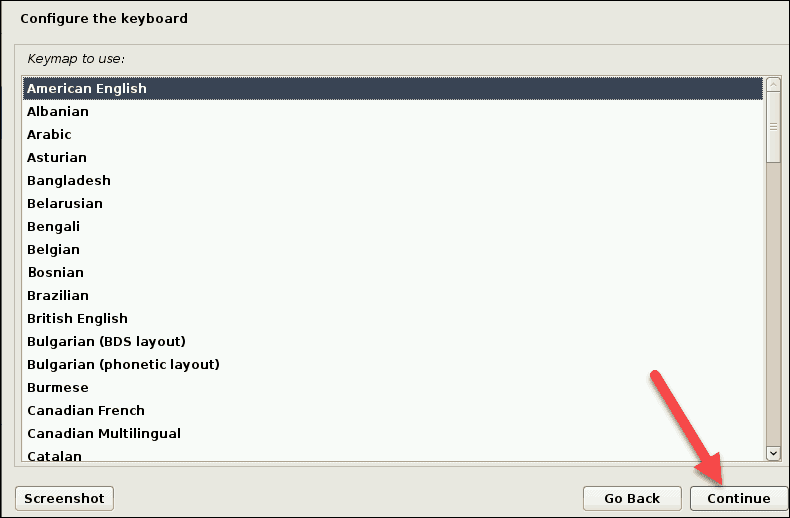 Configure the keyboard
Keymap to use:
American English
Albanian
Arabic
Asturian
Bangladesh
Belarusian
Bengali
Belgian
Bosnian
Brazilian
British English
Bulgarian (BDS layout)
Bulgarian (phonetic layout)
Burmese
Canadian French
Canadian Multilingual
Catalan
Screenshot
Go Back
Continue